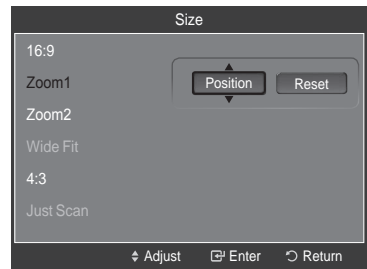 Size
16:9
Zoom1
Position Reset
Zoom2
Wide Fit
4:3
Just Scan
Adjust Enter Return